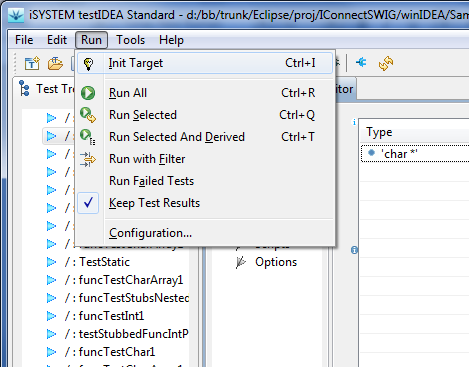 iSYSTEM testIDEA Standard - d:/bb/trunk/Eclipse/proj/IConnectSWIG/winIDEA/Sam
File Edit Run Tools Help
Init Target Ctrl+I
Test Tre
itor
Run All Ctrl+R
Run Selected Ctrl+Q
Run Selected And Derived Ctrl+T
Run with Filter
Run Failed Tests
Keep Test Results
Configuration...
Type
'char *'
/ :
/ :
/ :
/ :
/ :
/ :
/ :
/ : TestStatic
/ : funcTestCharArray1
/ : funcTestStubsNested
/ : funcTestInt1
/ : testStubbedFuncIntP
/ : funcTestChar1
/ : funcTestCharArray1
Options